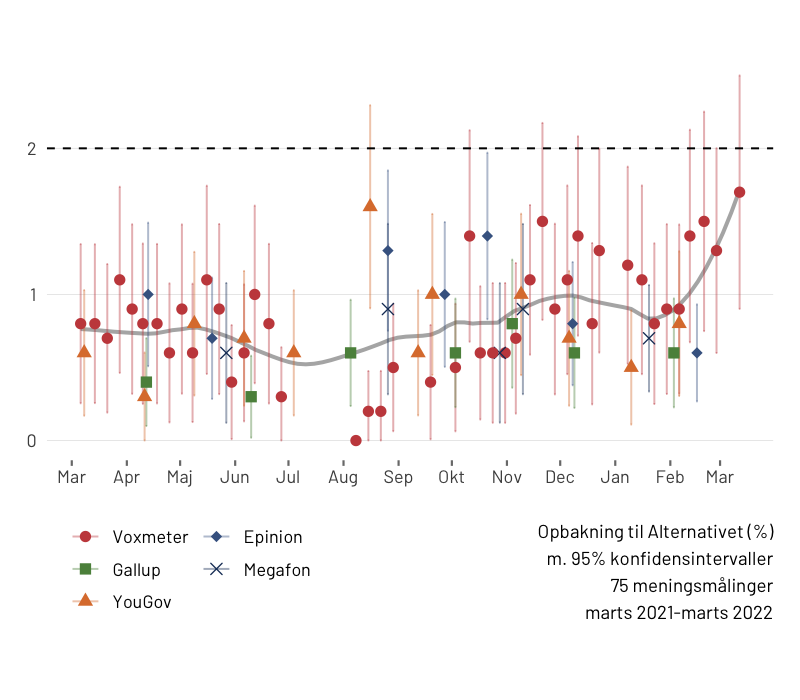 2
1
0
Mar Apr Maj Jun Jul Aug Sep Okt Nov Dec Jan Feb Mar
Voxmeter Epinion
Gallup Megafon
YouGov
Opbakning til Alternativet (%)
m. 95% konfidensintervaller
75 meningsmålinger
marts 2021-marts 2022